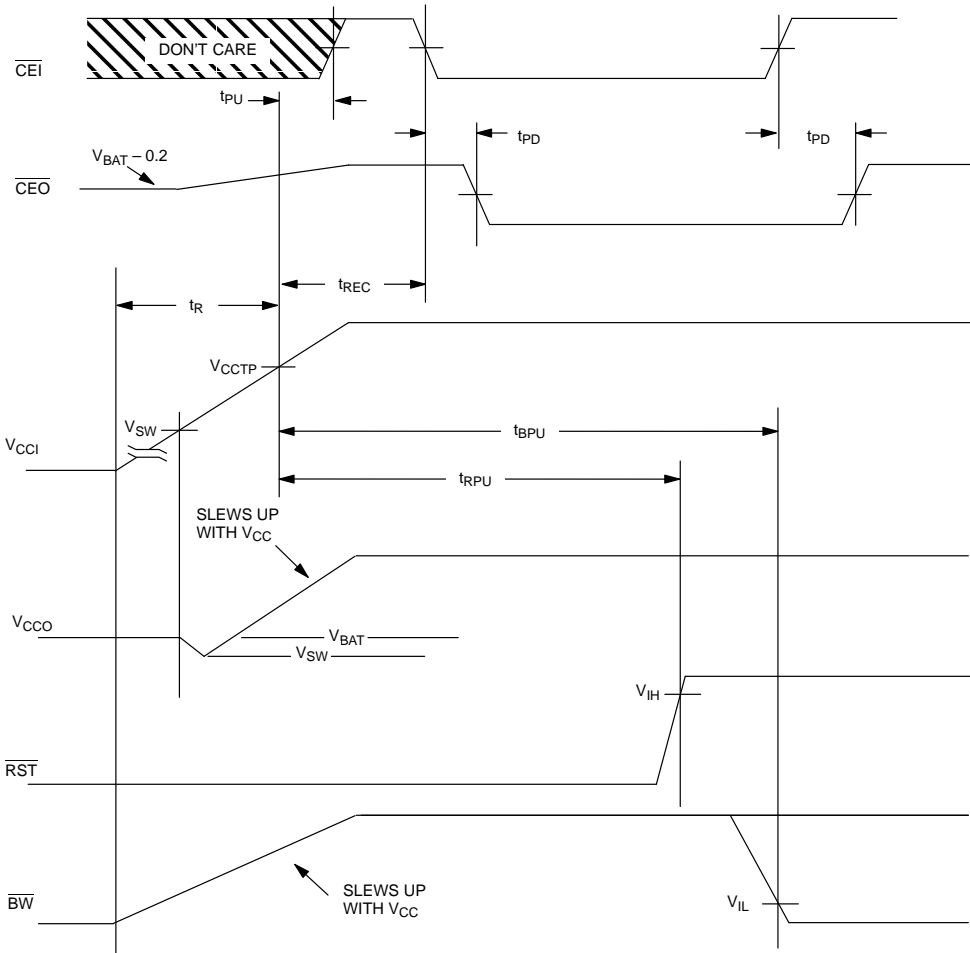 DON'T CARE
CEI
tPU
tPD
tPD
VBAT – 0.2
CEO
tREC
tR
VCCTP
VSW
VCCI
tBPU
tRPU
SLEWS UP
WITH VCC
VCCO
VBAT
VSW
VIH
RST
SLEWS UP
WITH VCC
BW
VIL